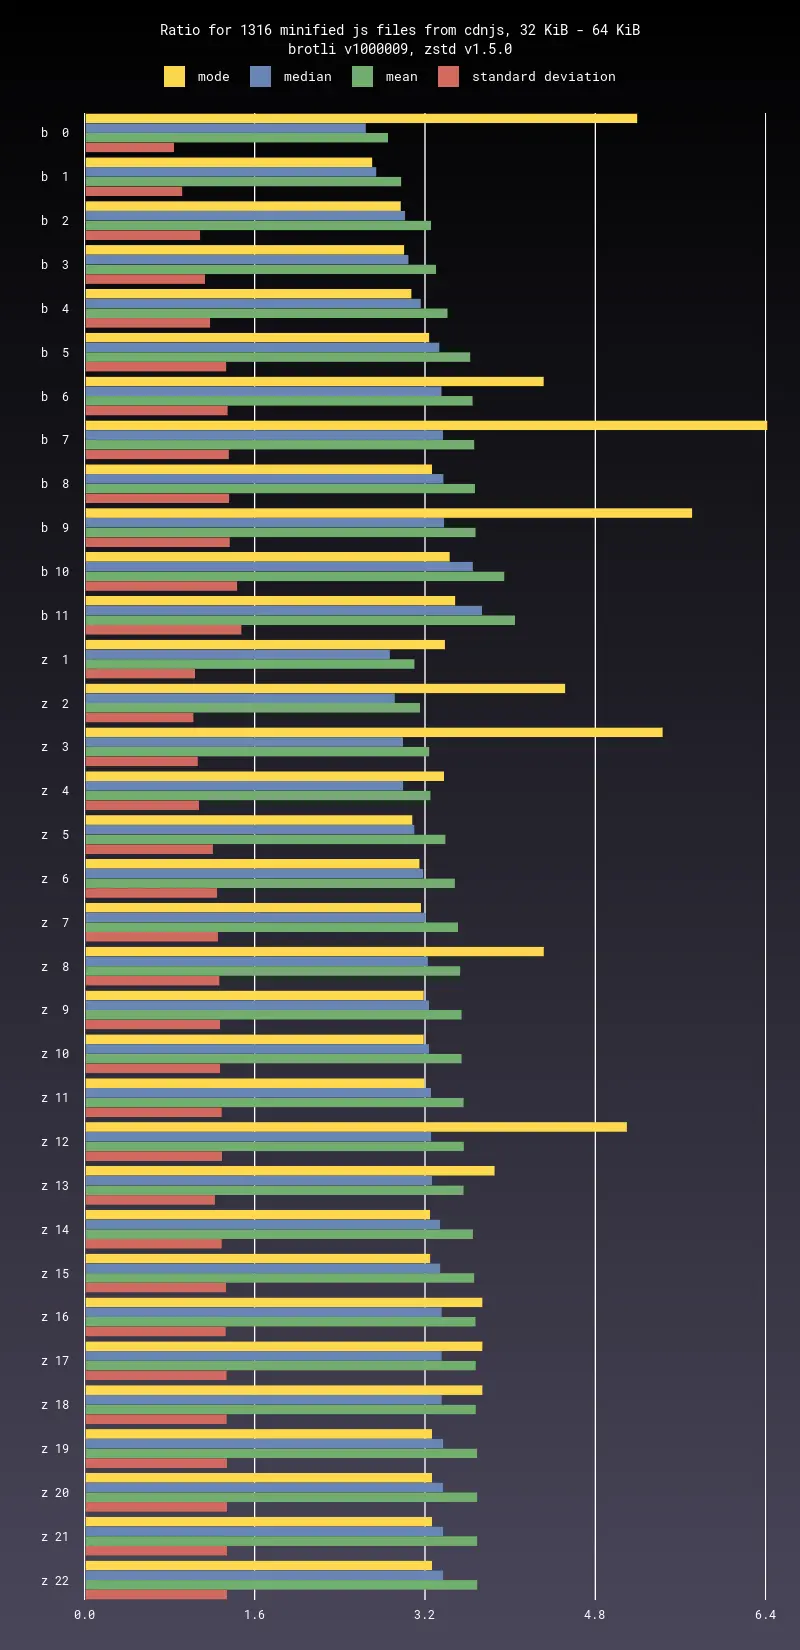 Ratio for 1316 minified js files from cdnjs, 32 KiB - 64 KiB
brotli v1000009, zstd v1.5.0
mode median mean standard deviation
b 0
b 1
b 2
b 3
b 4
b 5
b 6
b 7
b 8
b 9
b 10
b 11
z 1
z 2
z 3
z 4
z 5
z 6
z 7
z 8
z 9
z 10
z 11
z 12
z 13
z 14
z 15
z 16
z 17
z 18
z 19
z 20
z 21
z 22
0.0 1.6 3.2 4.8 6.4